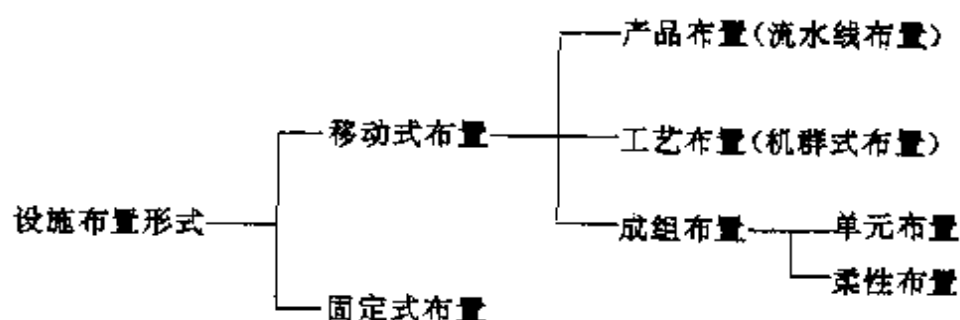 产品布置(流水线布置)
移动式布置
工艺布置(机群式布置)
设施布置形式
成组布置
单元布置
柔性布置
固定式布置